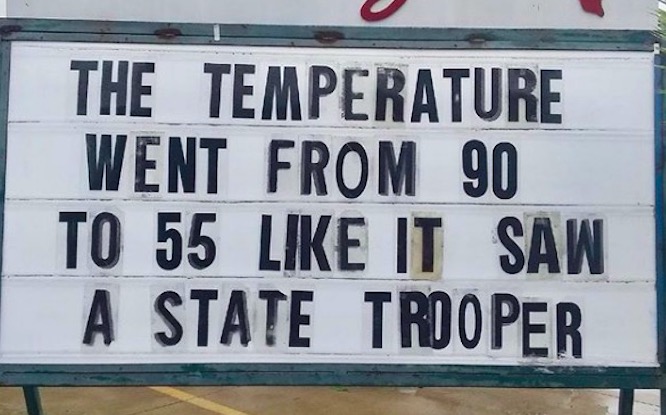 THE TEMPERATURE
WENT FROM 90
TO 55 LIKE IT SAW
A STATE TROOPER